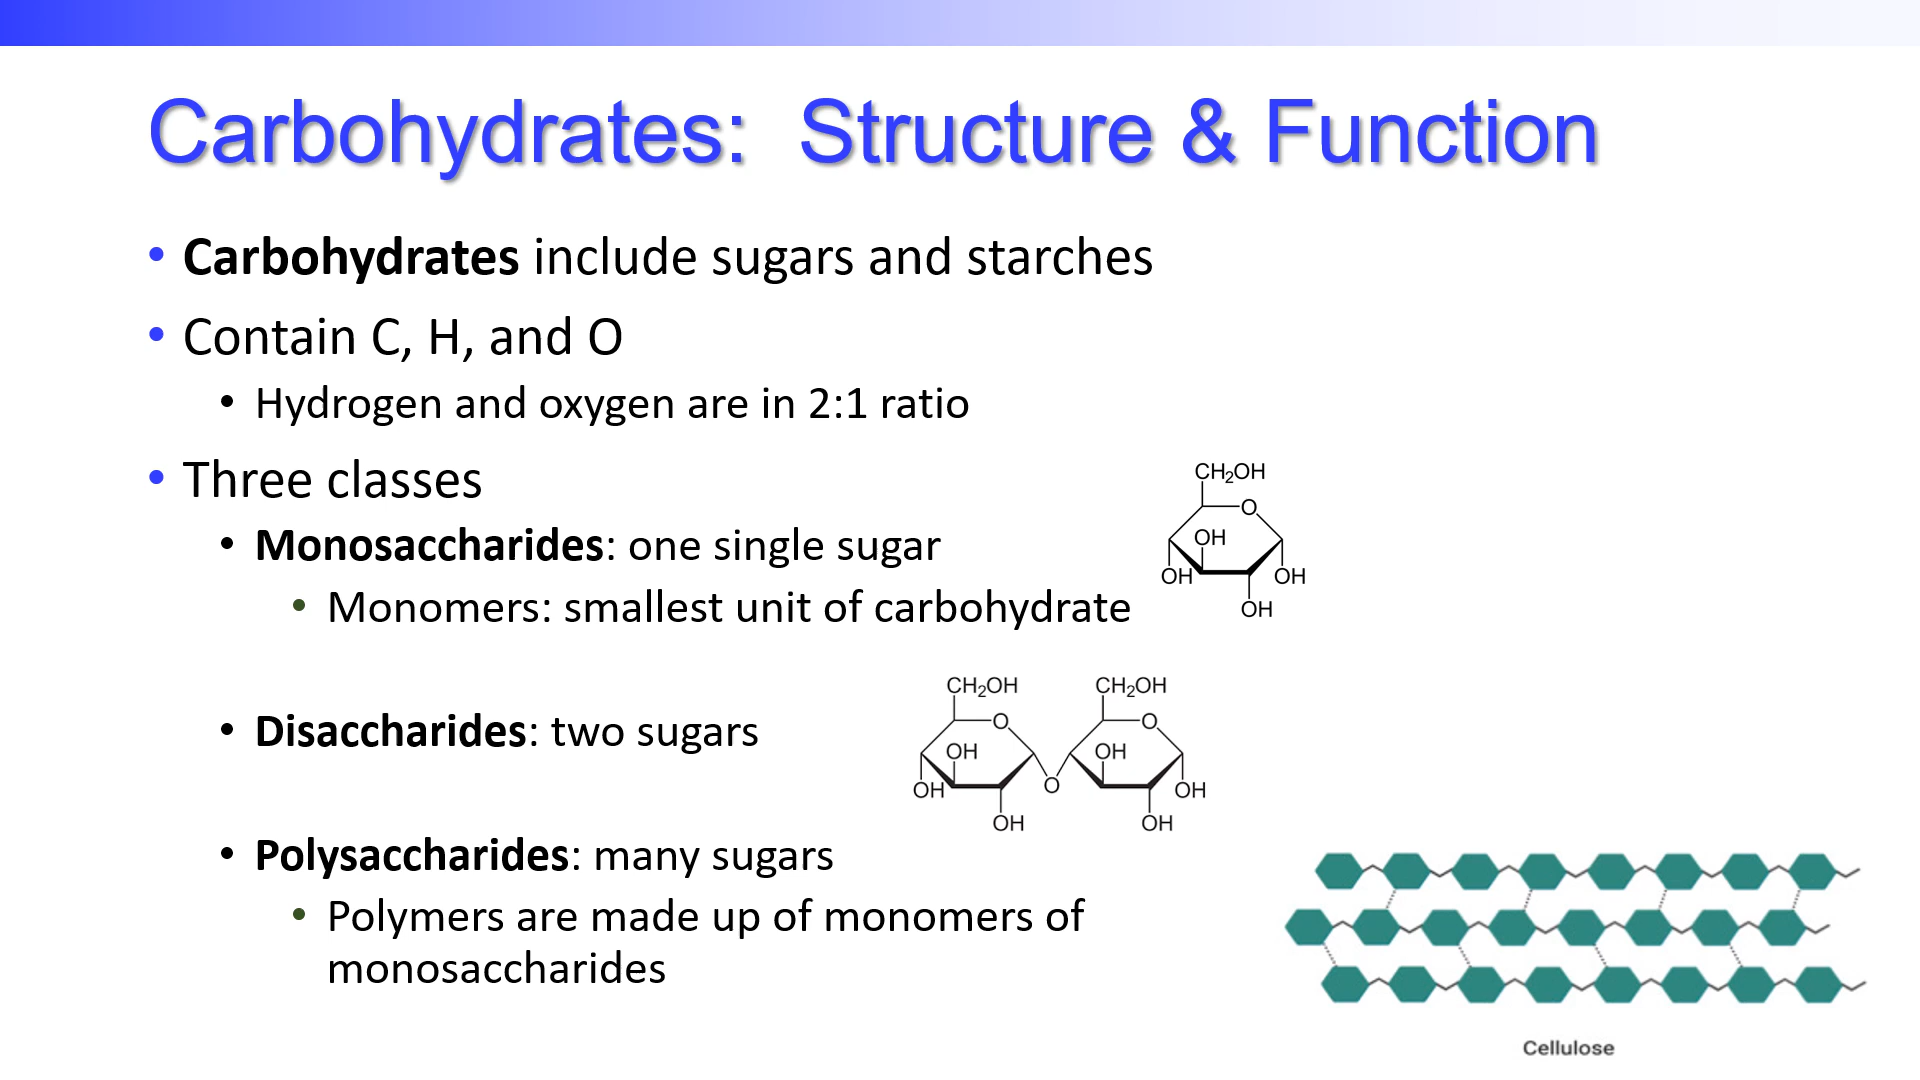 Carbohydrates: Structure & Function
• Carbohydrates include sugars and starches
• Contain C, H, and O
• Hydrogen and oxygen are in 2:1 ratio
• Three classes
• Monosaccharides: one single sugar
• Monomers: smallest unit of carbohydrate
CH₂OH
O
OH
OH
OH
OH
• Disaccharides: two sugars
CH₂OH CH₂OH
O O
OH OH
OH O OH
OH OH
• Polysaccharides: many sugars
• Polymers are made up of monomers of
monosaccharides
Cellulose